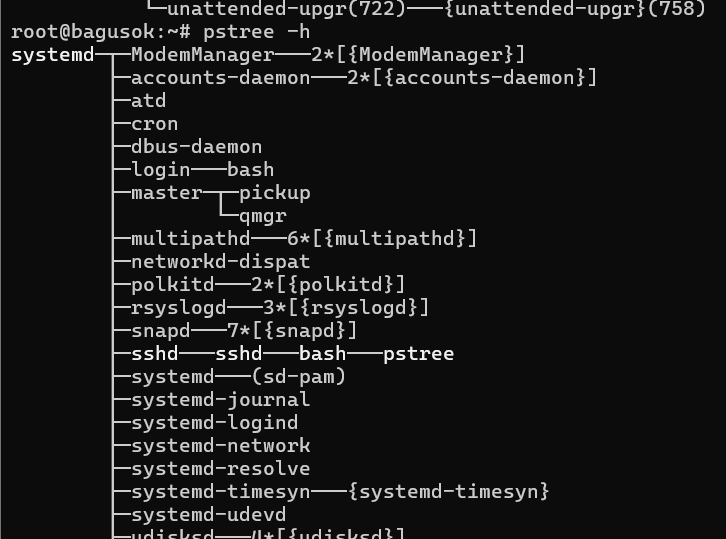 └─unattended-upgr(722)───{unattended-upgr}(758)
root@bagusok:~# pstree -h
systemd─┬─ModemManager───2*[{ModemManager}]
├─accounts-daemon───2*[{accounts-daemon}]
├─atd
├─cron
├─dbus-daemon
├─login───bash
├─master─┬─pickup
└─qmgr
├─multipathd───6*[{multipathd}]
├─networkd-dispat
├─polkitd───2*[{polkitd}]
├─rsyslogd───3*[{rsyslogd}]
├─snapd───7*[{snapd}]
├─sshd───sshd───bash───pstree
├─systemd───(sd-pam)
├─systemd-journal
├─systemd-logind
├─systemd-network
├─systemd-resolve
├─systemd-timesyn───{systemd-timesyn}
├─systemd-udevd
├─udisksd───4*[{udisksd}]